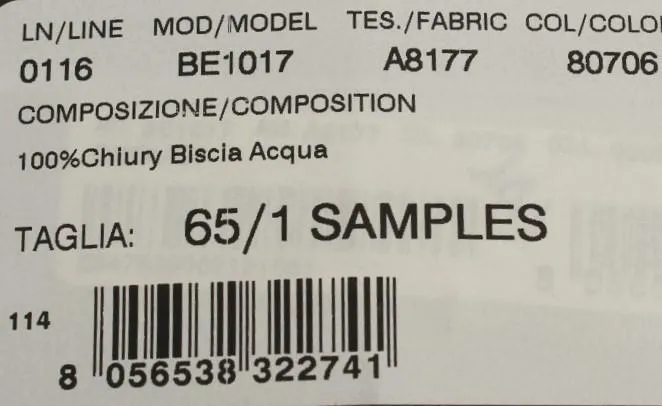 LN/LINE MOD/MODEL TES./FABRIC COL/COLO
0116 BE1017 A8177 80706
COMPOSIZIONE/COMPOSITION
100%Chiury Biscia Acqua
TAGLIA: 65/1 SAMPLES
114
8 056538 322741